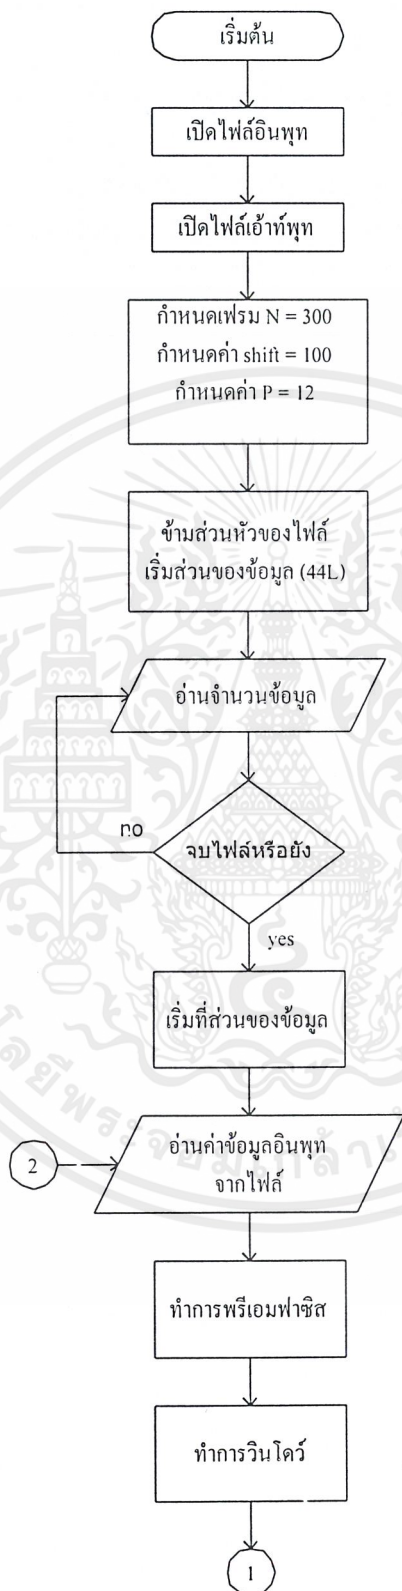 เริ่มต้น
เปิดไฟล์อินพุท
เปิดไฟล์เอ้าท์พุท
กำหนดเฟรม N = 300
กำหนดค่า shift = 100
กำหนดค่า P = 12
ข้ามส่วนหัวของไฟล์
เริ่มส่วนของข้อมูล (44L)
อ่านจำนวนข้อมูล
no
จบไฟล์หรือยัง
yes
เริ่มที่ส่วนของข้อมูล
2
อ่านค่าข้อมูลอินพุท
จากไฟล์
ทำการพรีเอมฟาซิส
ทำการวินโดว์
1